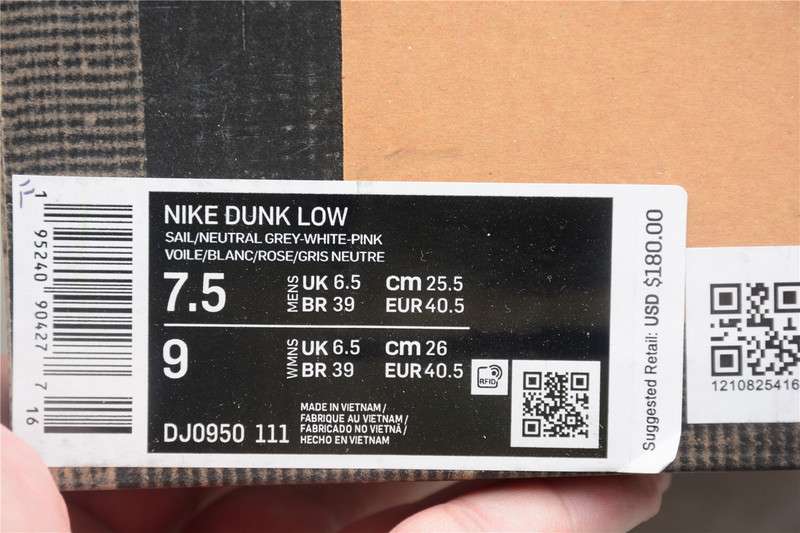 NIKE DUNK LOW
SAIL/NEUTRAL GREY-WHITE-PINK
VOILE/BLANC/ROSE/GRIS NEUTRE
7.5 MENS UK 6.5 cm 25.5
BR 39 EUR 40.5
9 WMNS UK 6.5 cm 26
BR 39 EUR 40.5
RFID
DJ0950 111
MADE IN VIETNAM/
FABRIQUE AU VIETNAM/
FABRICADO NO VIETNÃ/
HECHO EN VIETNAM
1 95240 90427 7 16
Suggested Retail: USD $180.00
1210825416